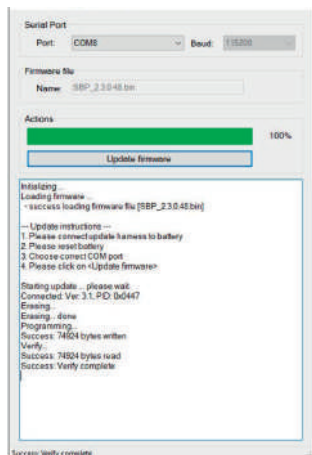 Serial Port
Port: COM8 Baud: 115200
Firmware file
Name: SBP_2.3.0.48.bin
Actions
100%
Update firmware
Initializing...
Loading firmware...
- success loading firmware file [SBP_2.3.0.48.bin]
--- Update instructions ---
1. Please connect update harness to battery
2. Please reset battery
3. Choose correct COM port
4. Please click on <Update firmware>
Starting update ... please wait.
Connected: Ver: 3.1, PID: 0x0447
Erasing...
Erasing... done
Programming...
Success: 74924 bytes written
Verify...
Success: 74924 bytes read
Success: Verify complete
Success: Verify complete